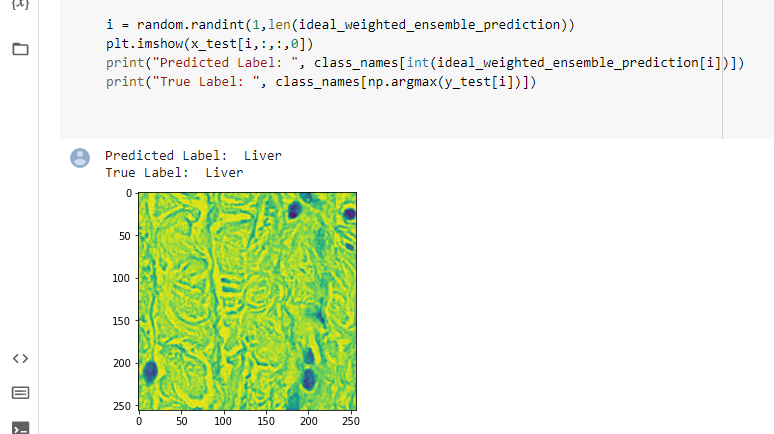 {x}
i = random.randint(1,len(ideal_weighted_ensemble_prediction))
plt.imshow(x_test[i,:,:,0])
print("Predicted Label: ", class_names[int(ideal_weighted_ensemble_prediction[i])])
print("True Label: ", class_names[np.argmax(y_test[i])])
Predicted Label:  Liver
True Label:  Liver
0
50
100
150
200
250
0 50 100 150 200 250